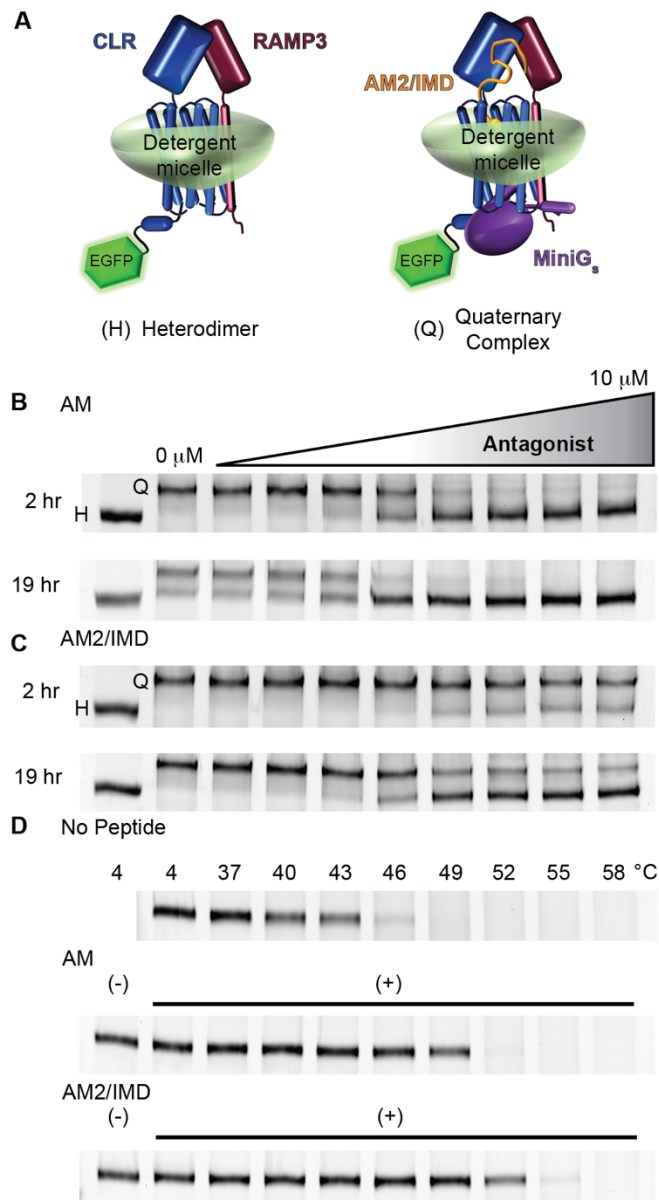 A
CLR
RAMP3
AM2/IMD
Detergent
micelle
Detergent
micelle
EGFP
EGFP
MiniGs
(H) Heterodimer
(Q) Quaternary
Complex
B
AM
10 μM
0 μM
Antagonist
2 hr
Q
H
19 hr
C
AM2/IMD
2 hr
Q
H
19 hr
D
No Peptide
4 4 37 40 43 46 49 52 55 58 °C
AM
(-) (+)
AM2/IMD
(-) (+)